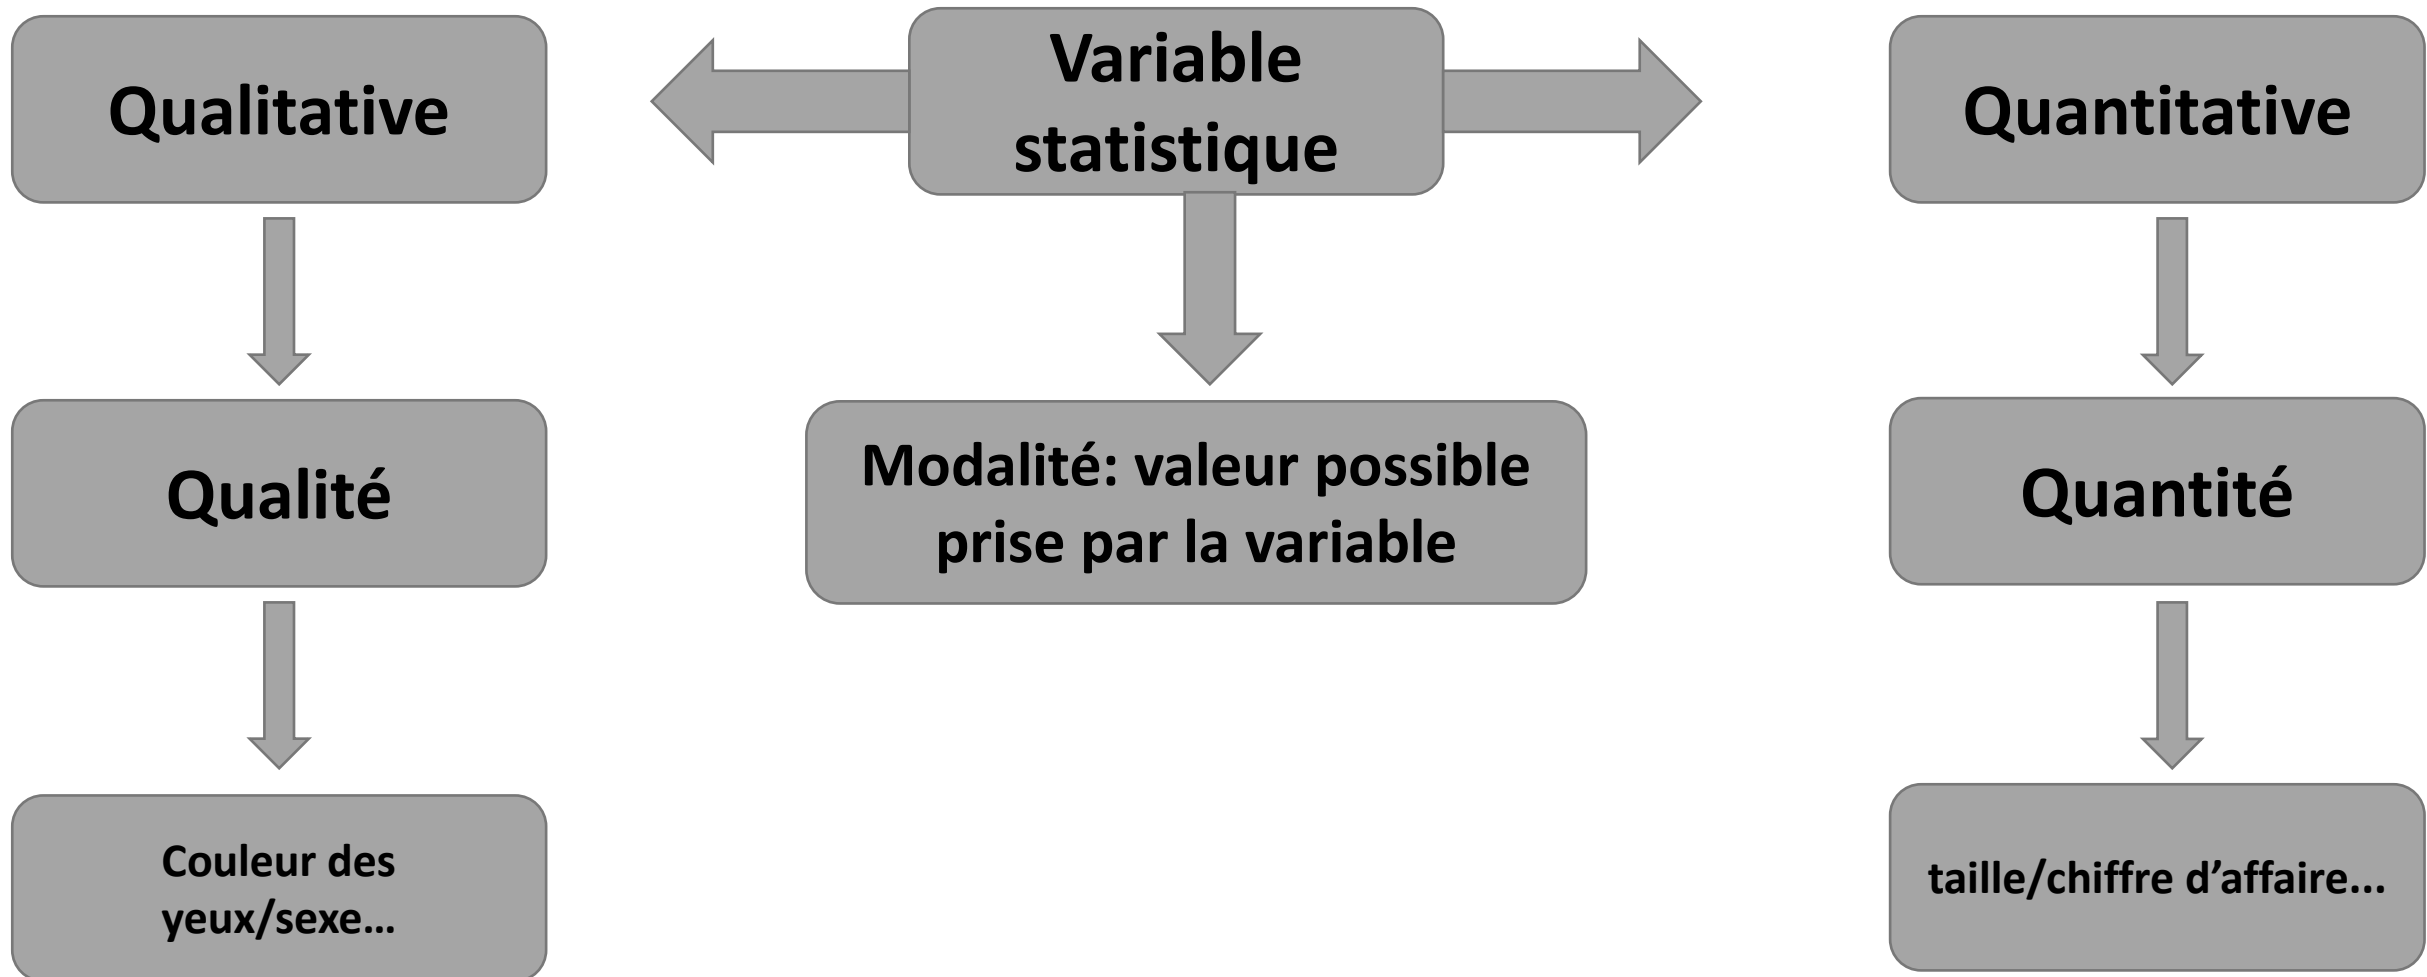 Qualitative
Variable
statistique
Quantitative
Qualité
Modalité: valeur possible
prise par la variable
Quantité
Couleur des
yeux/sexe…
taille/chiffre d’affaire...